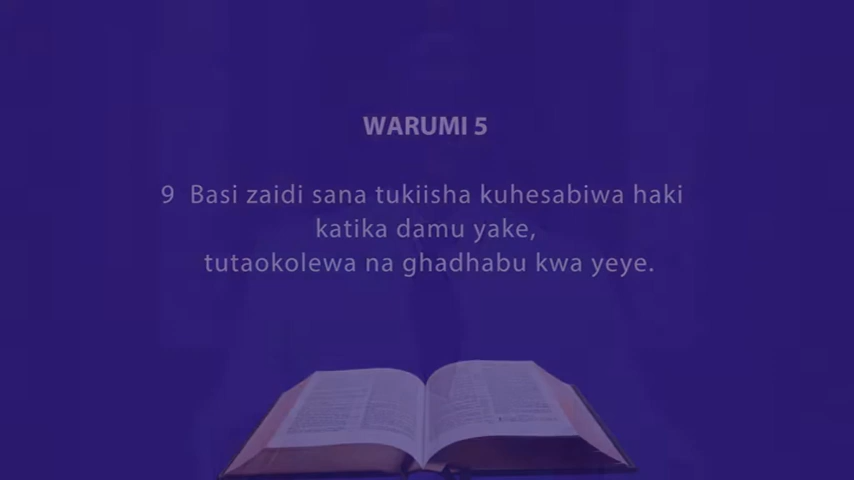 WARUMI 5
9 Basi zaidi sana tukiisha kuhesabiwa haki
katika damu yake,
tutaokolewa na ghadhabu kwa yeye.